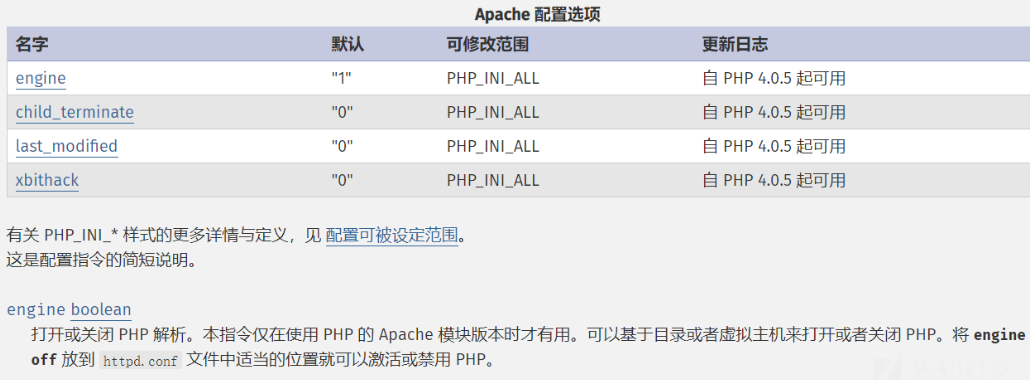 Apache 配置选项
名字 默认 可修改范围 更新日志
engine "1" PHP_INI_ALL 自 PHP 4.0.5 起可用
child_terminate "0" PHP_INI_ALL 自 PHP 4.0.5 起可用
last_modified "0" PHP_INI_ALL 自 PHP 4.0.5 起可用
xbithack "0" PHP_INI_ALL 自 PHP 4.0.5 起可用
有关 PHP_INI_* 样式的更多详情与定义，见 配置可被设定范围。
这是配置指令的简短说明。
engine boolean
打开或关闭 PHP 解析。本指令仅在使用 PHP 的 Apache 模块版本时才有用。可以基于目录或者虚拟主机来打开或者关闭 PHP。将 engine
off 放到 httpd.conf 文件中适当的位置就可以激活或禁用 PHP。